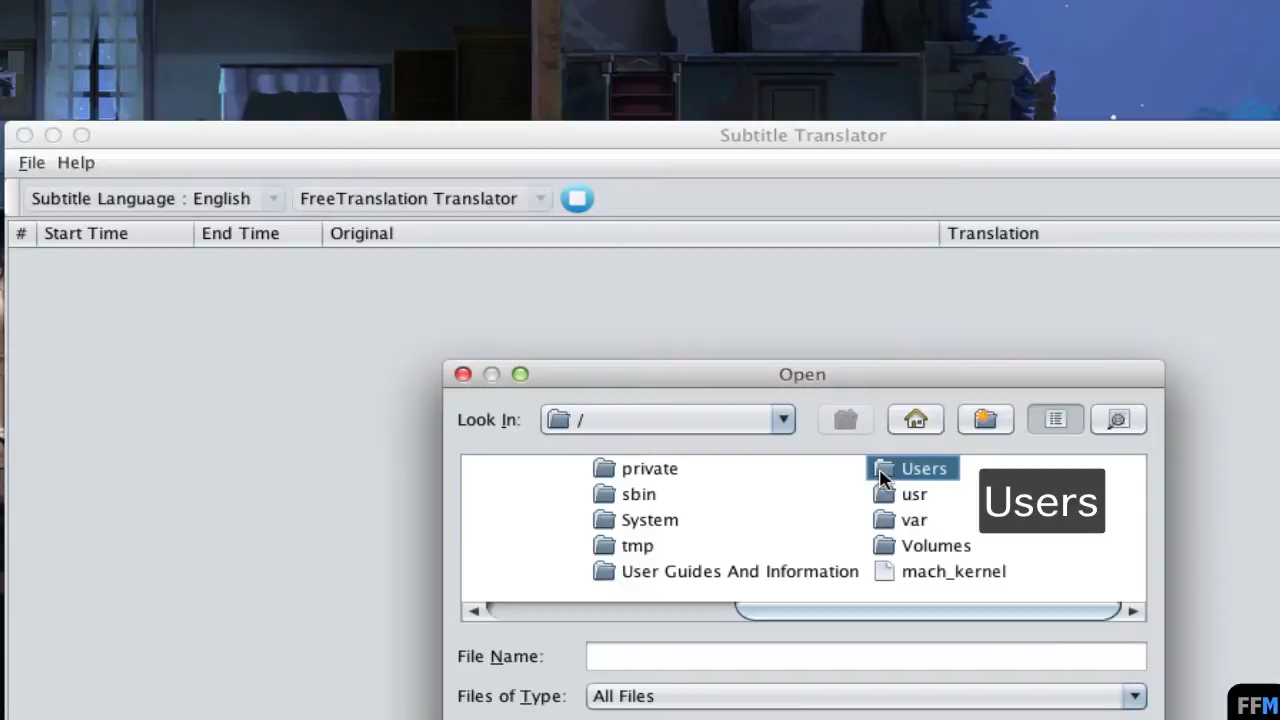 Subtitle Translator
File Help
Subtitle Language : English FreeTranslation Translator
# Start Time End Time Original Translation
Open
Look In: /
private Users
sbin usr
System var
tmp Volumes
User Guides And Information mach_kernel
Users
File Name:
Files of Type: All Files
FFM